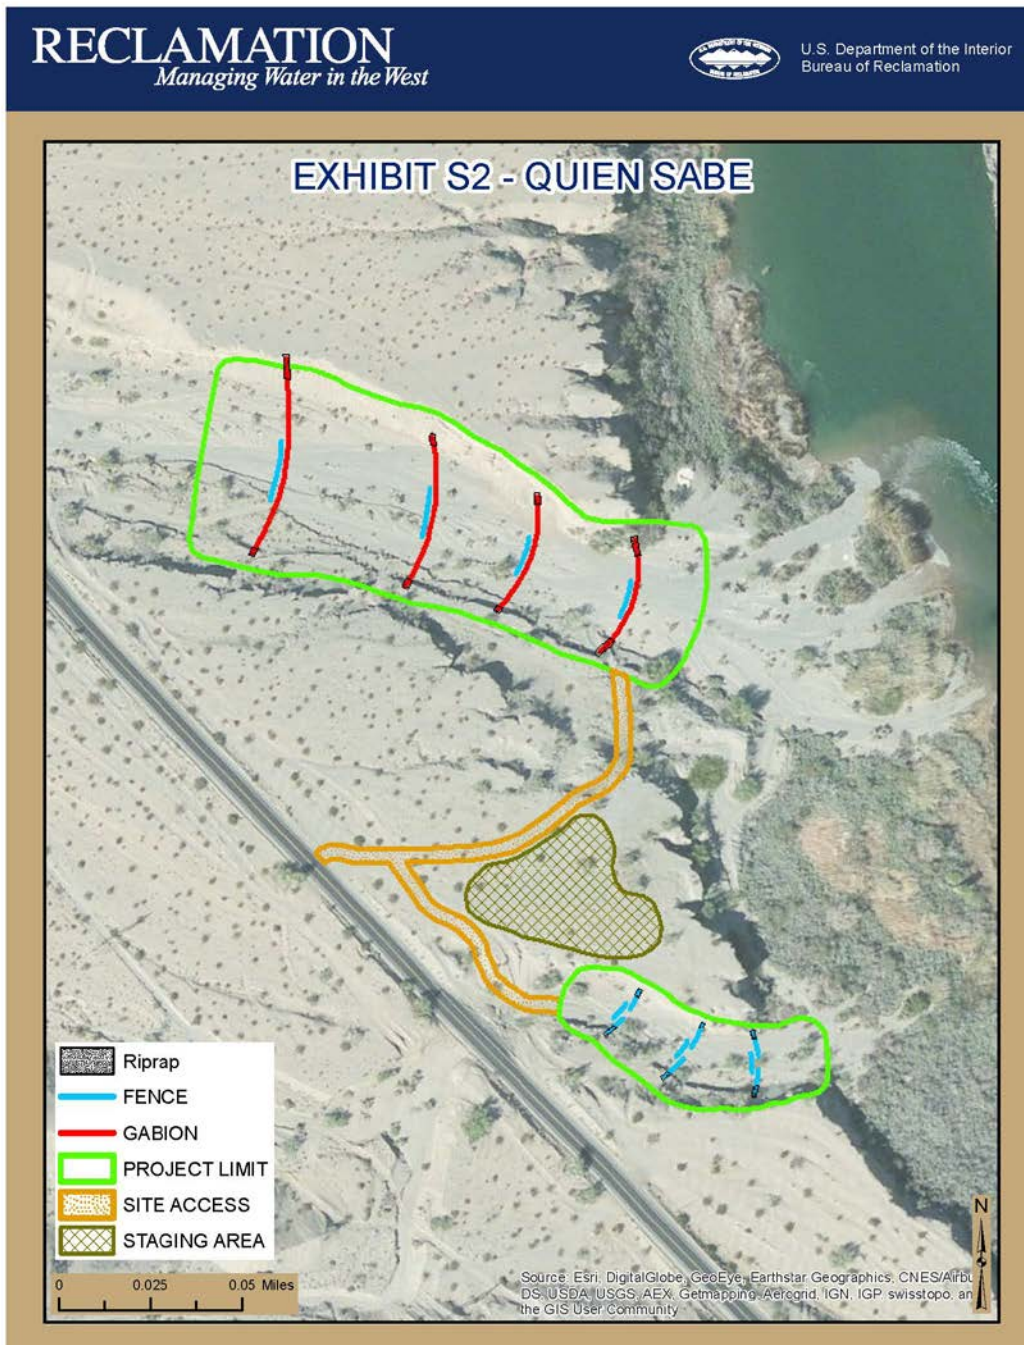 RECLAMATION
Managing Water in the West
U.S. Department of the Interior
Bureau of Reclamation
EXHIBIT S2 - QUIEN SABE
Riprap
FENCE
GABION
PROJECT LIMIT
SITE ACCESS
STAGING AREA
0 0.025 0.05 Miles
N
Source: Esri, DigitalGlobe, GeoEye, Earthstar Geographics, CNES/Airbu
DS, USDA, USGS, AEX, Getmapping, Aerogrid, IGN, IGP, swisstopo, an
the GIS User Community